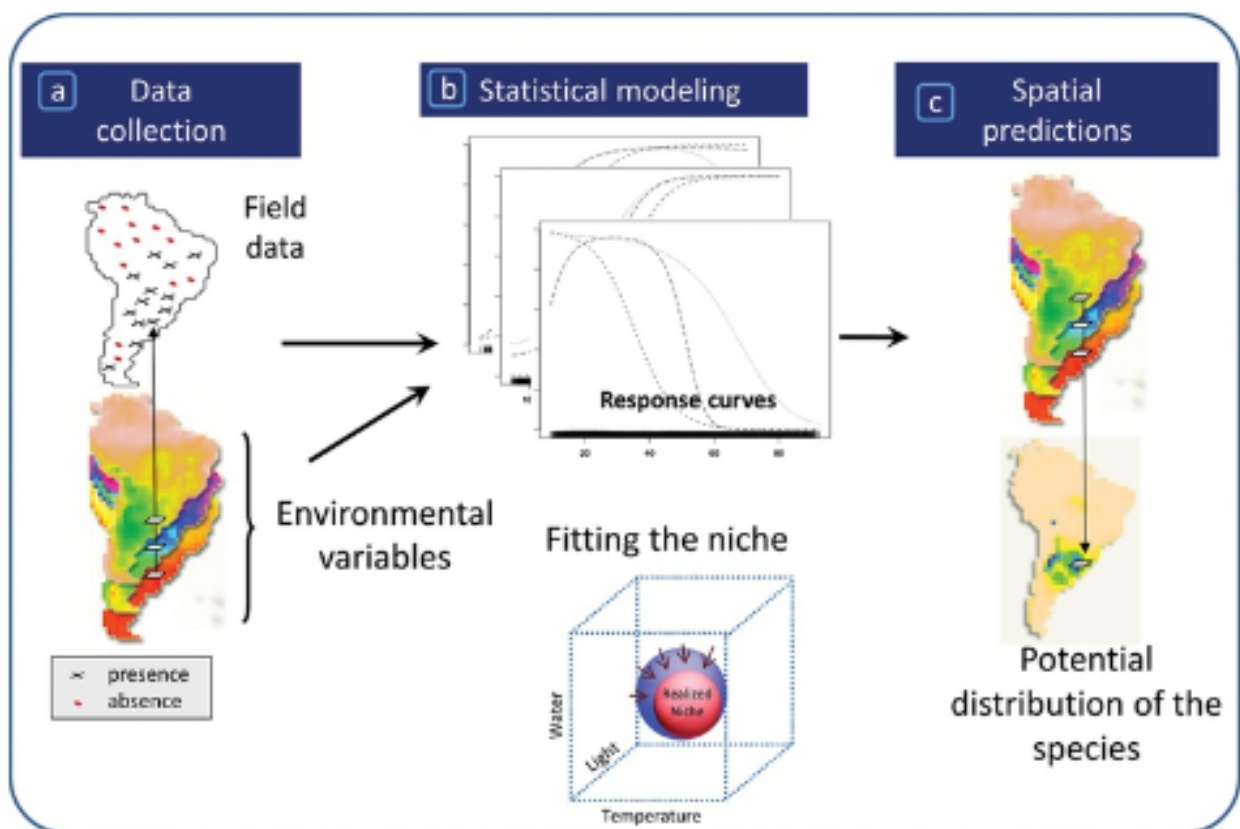 a
Data
collection
Field
data
Environmental
variables
presence
absence
b
Statistical modeling
Response curves
20
40
60
80
Fitting the niche
Realized
Niche
Water
Light
Temperature
c
Spatial
predictions
Potential
distribution of the
species